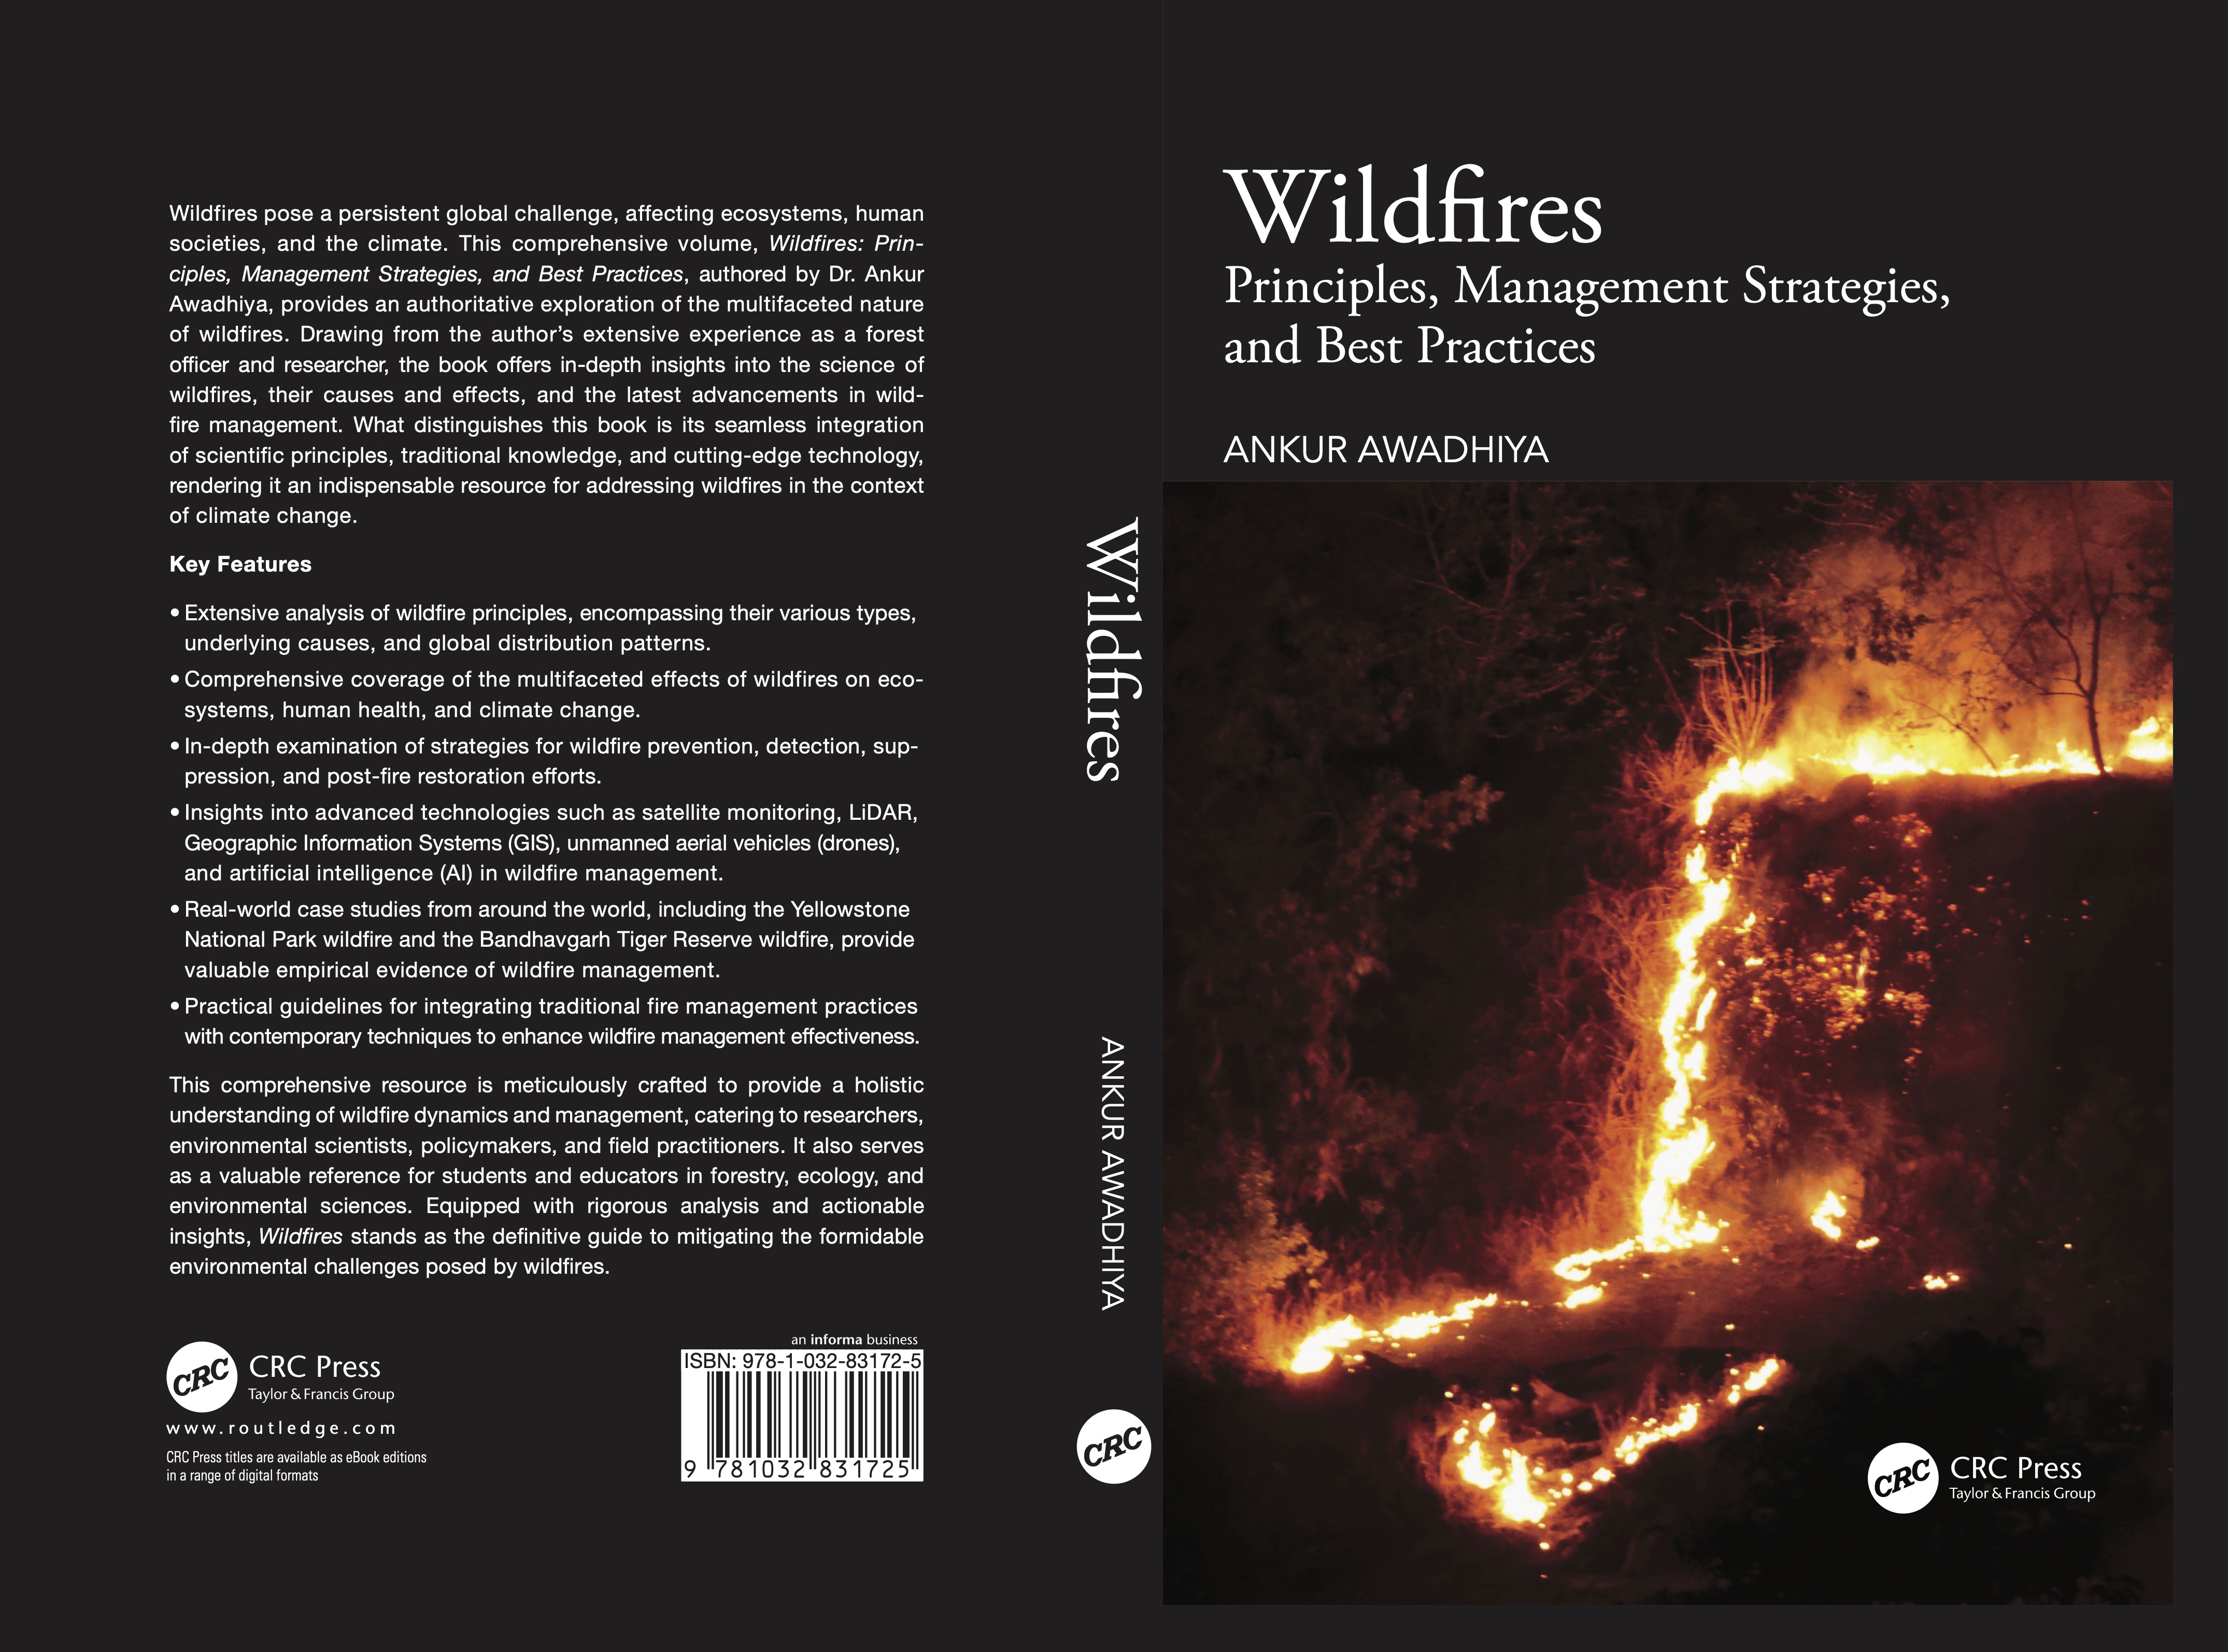 Wildfires pose a persistent global challenge, affecting ecosystems, human
societies, and the climate. This comprehensive volume, Wildfires: Prin-
ciples, Management Strategies, and Best Practices, authored by Dr. Ankur
Awadhiya, provides an authoritative exploration of the multifaceted nature
of wildfires. Drawing from the author's extensive experience as a forest
officer and researcher, the book offers in-depth insights into the science of
wildfires, their causes and effects, and the latest advancements in wild-
fire management. What distinguishes this book is its seamless integration
of scientific principles, traditional knowledge, and cutting-edge technology,
rendering it an indispensable resource for addressing wildfires in the context
of climate change.
Key Features
• Extensive analysis of wildfire principles, encompassing their various types,
underlying causes, and global distribution patterns.
• Comprehensive coverage of the multifaceted effects of wildfires on eco-
systems, human health, and climate change.
• In-depth examination of strategies for wildfire prevention, detection, sup-
pression, and post-fire restoration efforts.
• Insights into advanced technologies such as satellite monitoring, LiDAR,
Geographic Information Systems (GIS), unmanned aerial vehicles (drones),
and artificial intelligence (AI) in wildfire management.
• Real-world case studies from around the world, including the Yellowstone
National Park wildfire and the Bandhavgarh Tiger Reserve wildfire, provide
valuable empirical evidence of wildfire management.
• Practical guidelines for integrating traditional fire management practices
with contemporary techniques to enhance wildfire management effectiveness.
This comprehensive resource is meticulously crafted to provide a holistic
understanding of wildfire dynamics and management, catering to researchers,
environmental scientists, policymakers, and field practitioners. It also serves
as a valuable reference for students and educators in forestry, ecology, and
environmental sciences. Equipped with rigorous analysis and actionable
insights, Wildfires stands as the definitive guide to mitigating the formidable
environmental challenges posed by wildfires.
CRC
CRC Press
Taylor & Francis Group
www.routledge.com
CRC Press titles are available as eBook editions
in a range of digital formats
an informa business
ISBN: 978-1-032-83172-5
9 781032 831725
Wildfires
ANKUR AWADHIYA
CRC
Wildfires
Principles, Management Strategies,
and Best Practices
ANKUR AWADHIYA
CRC
CRC Press
Taylor & Francis Group